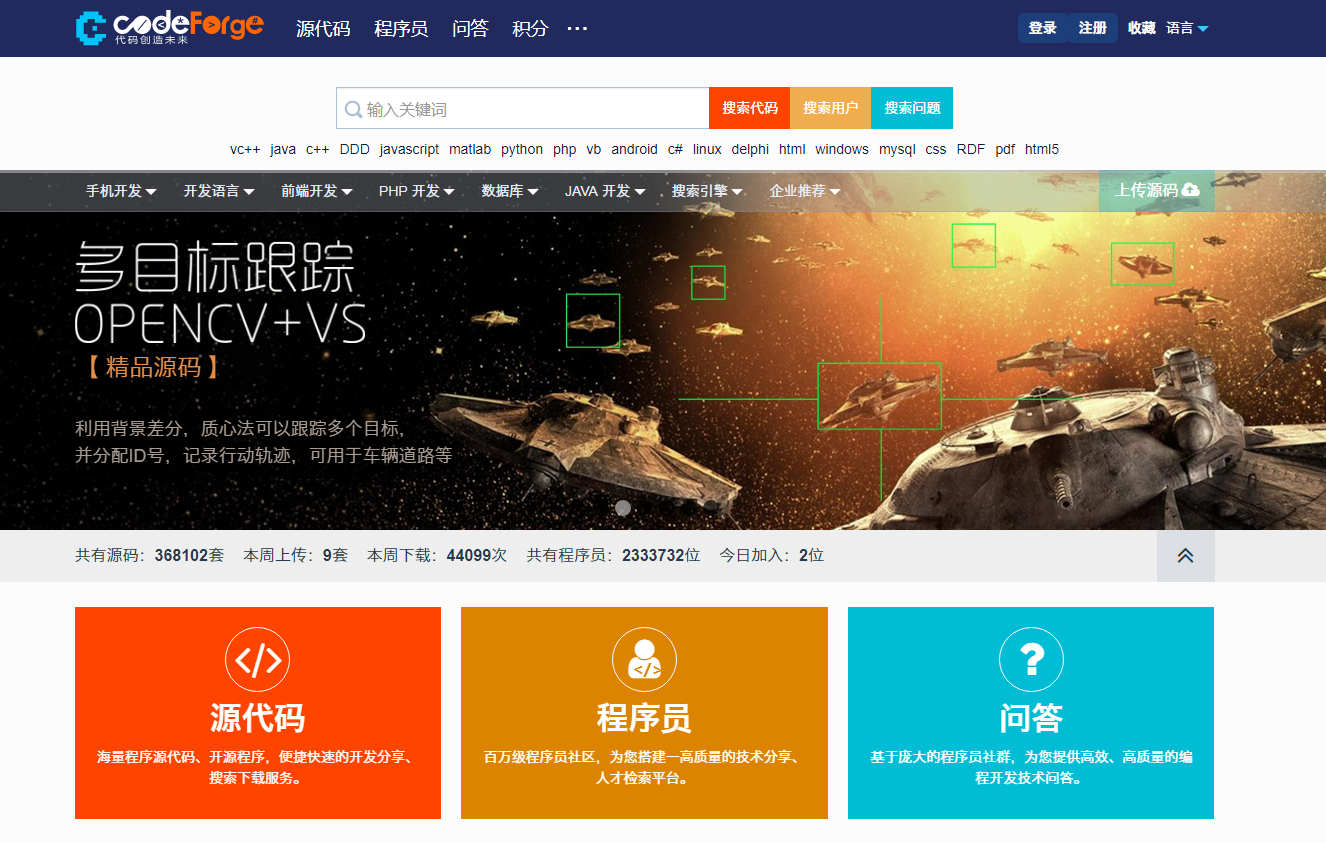 codeForge
代码创造未来
源代码 程序员 问答 积分 ···
登录 注册 收藏 语言
输入关键词 搜索代码 搜索用户 搜索问题
vc++ java c++ DDD javascript matlab python php vb android c# linux delphi html windows mysql css RDF pdf html5
手机开发 开发语言 前端开发 PHP 开发 数据库 JAVA 开发 搜索引擎 企业推荐 上传源码
多目标跟踪
OPENCV+VS
【 精品源码 】
利用背景差分，质心法可以跟踪多个目标，
并分配ID号，记录行动轨迹，可用于车辆道路等
共有源码：368102套 本周上传：9套 本周下载：44099次 共有程序员：2333732位 今日加入：2位
</>
源代码
海量程序源代码、开源程序，便捷快速的开发分享、
搜索下载服务。
</>
程序员
百万级程序员社区，为您搭建一高质量的技术分享、
人才检索平台。
?
问答
基于庞大的程序员社群，为您提供高效、高质量的编
程开发技术问答。